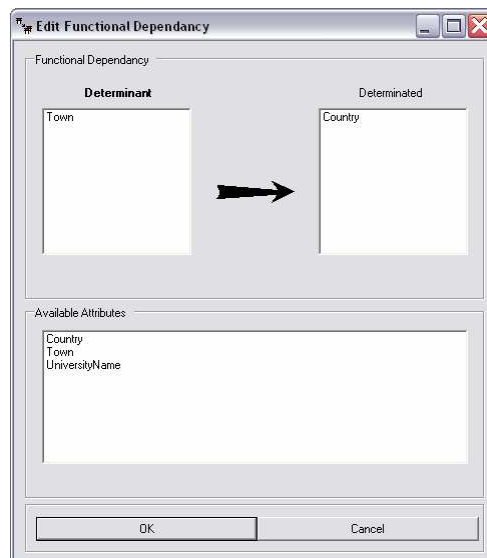 Edit Functional Dependancy
Functional Dependancy
Determinant
Determinated
Town
Country
Available Attributes
Country
Town
UniversityName
OK
Cancel